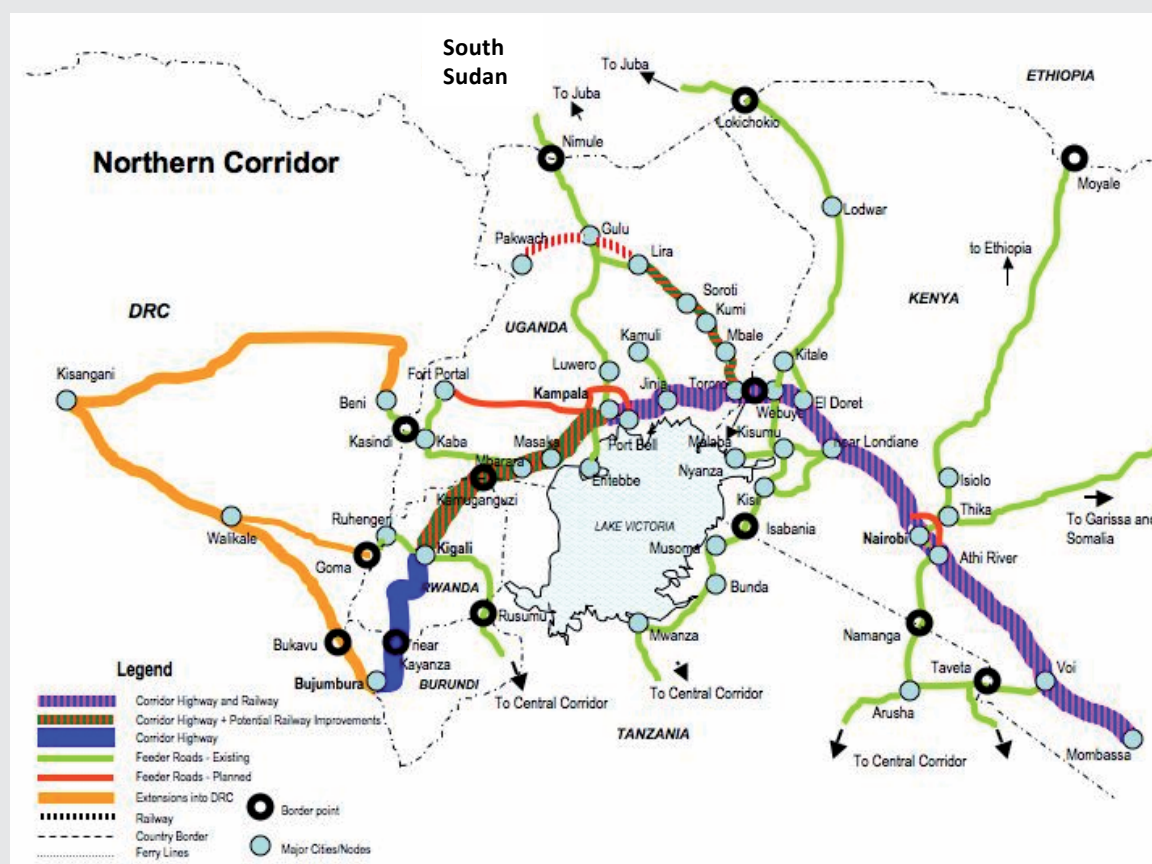 South
Sudan
To Juba
To Juba
ETHIOPIA
Lokichokio
Nimule
Northern Corridor
Moyale
Lodwar
Gulu
Pakwach
Lira
to Ethiopia
Soroti
KENYA
DRC
Kumi
UGANDA
Kamuli
Mbale
Kitale
Luwero
Kisangani
Fort Portal
Jinja
Tororo
Kampala
Beni
Webuye
El Doret
Kasindi
Kaba
Masaka
Port Bell
Malaba
Kisumu
near Londiane
Mbarara
Nyanza
Entebbe
Isiolo
Kamuganguzi
Kisii
Thika
Ruhengeri
LAKE VICTORIA
Isabania
To Garissa and
Somalia
Walikale
Nairobi
Kigali
Musoma
Athi River
Goma
RWANDA
Bunda
Rusumu
Mwanza
Namanga
Bukavu
near
Kayanza
Taveta
Voi
Legend
Bujumbura
BURUNDI
To Central Corridor
To Central Corridor
Arusha
Corridor Highway and Railway
Corridor Highway + Potential Railway Improvements
TANZANIA
Corridor Highway
Mombassa
Feeder Roads - Existing
To Central Corridor
Feeder Roads - Planned
Extensions into DRC
Border point
Railway
Country Border
Major Cities/Nodes
Ferry Lines